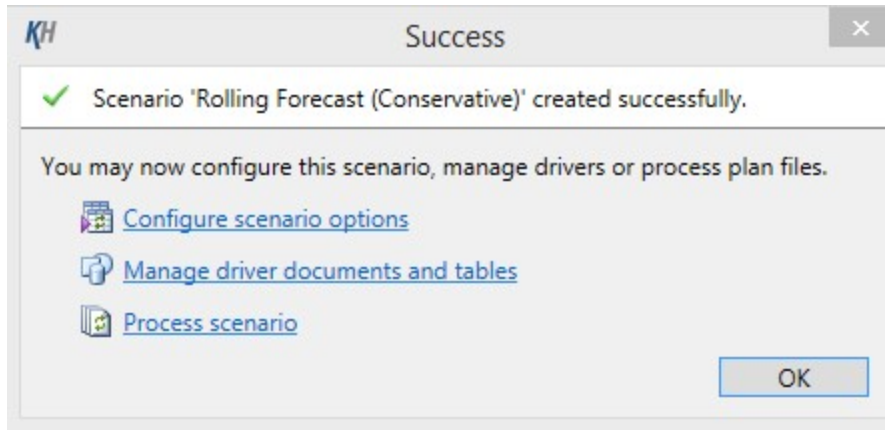 KH
Success
Scenario 'Rolling Forecast (Conservative)' created successfully.
You may now configure this scenario, manage drivers or process plan files.
Configure scenario options
Manage driver documents and tables
Process scenario
OK